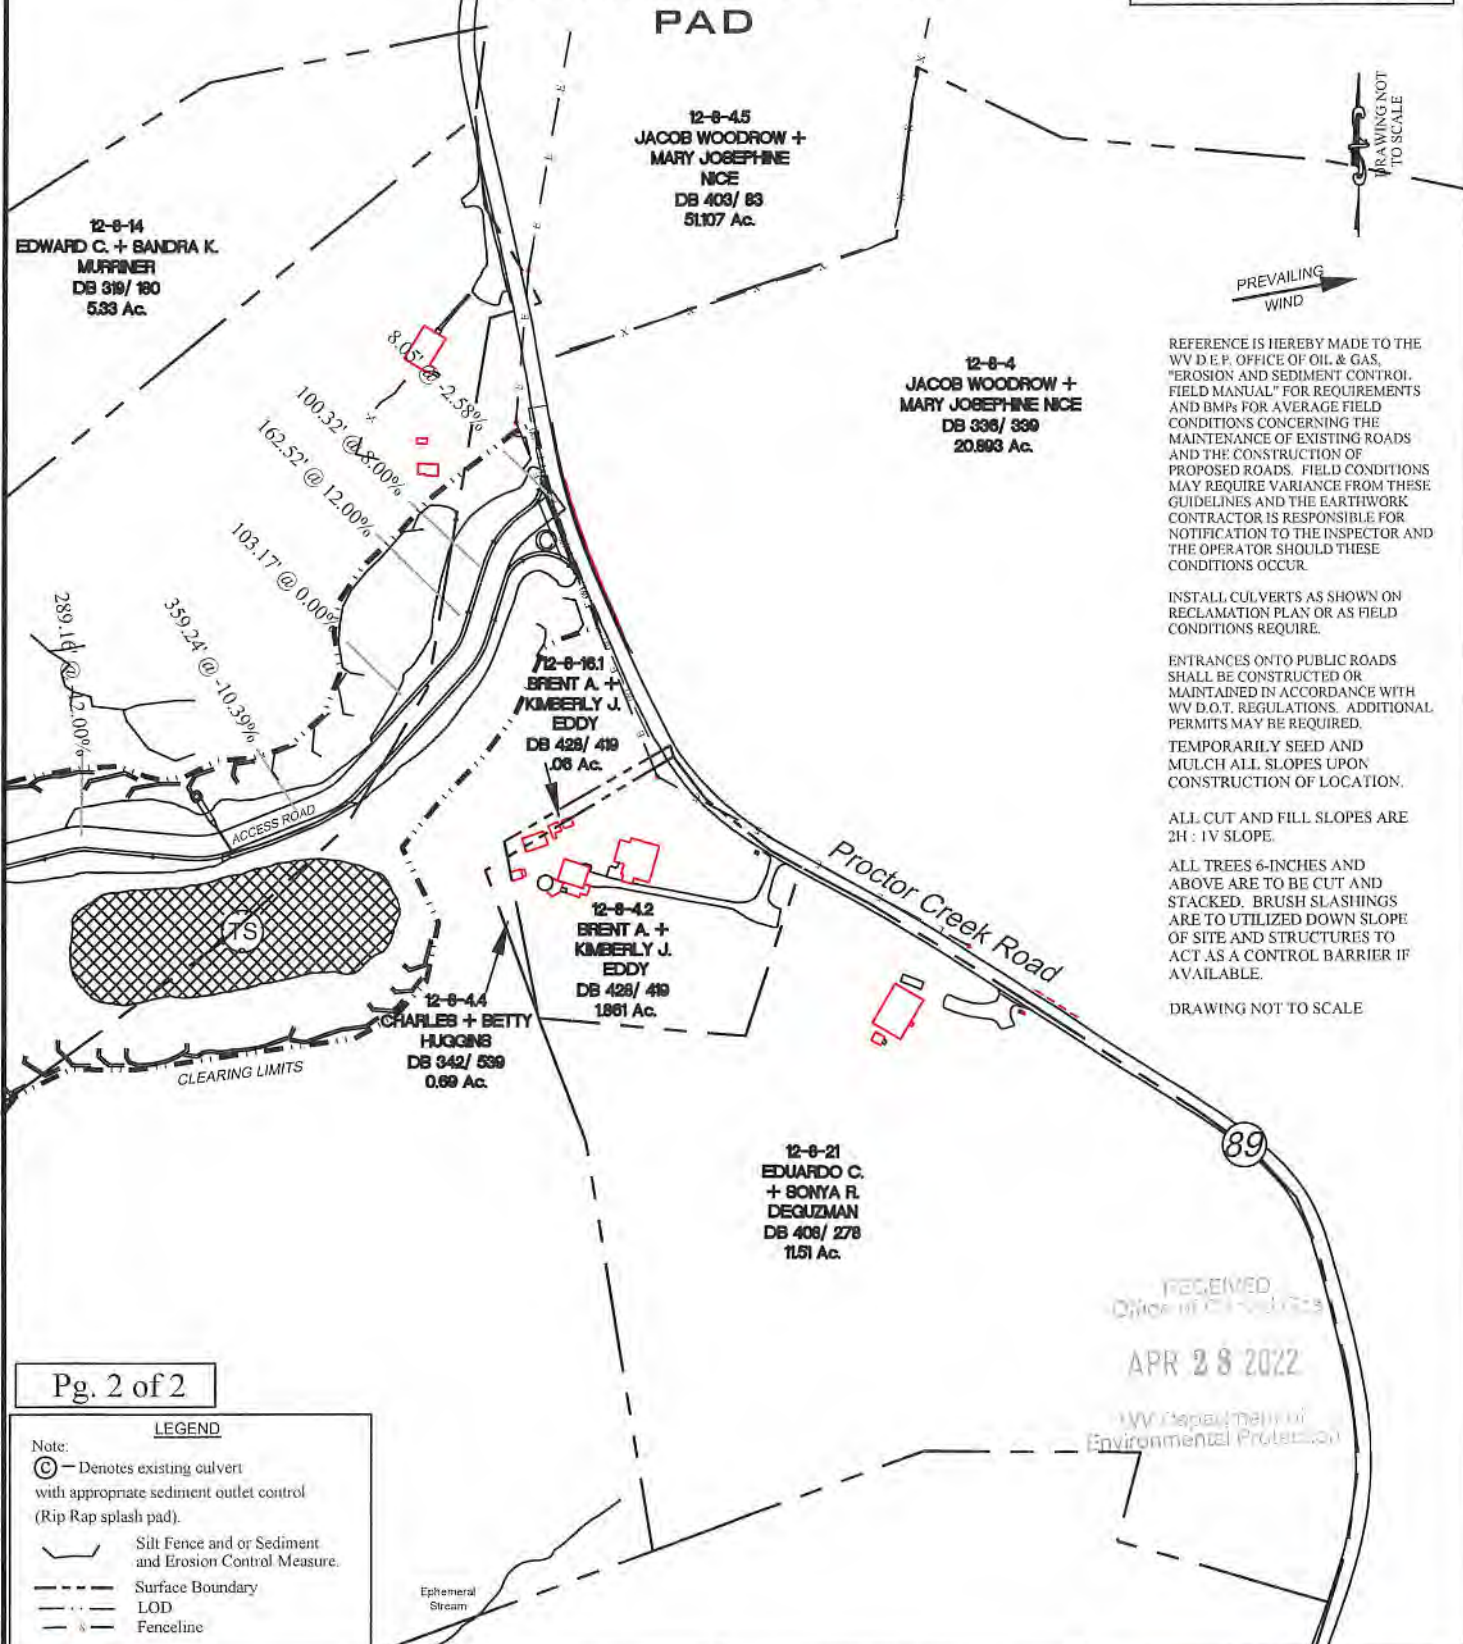 PAD
DRAWING NOT
TO SCALE
12-8-4.5
JACOB WOODROW +
MARY JOSEPHINE
NICE
DB 403/ 83
51.107 Ac.
12-8-14
EDWARD C. + SANDRA K.
MURRINER
DB 319/ 180
5.33 Ac.
PREVAILING
WIND
12-8-4
JACOB WOODROW +
MARY JOSEPHINE NICE
DB 336/ 339
20.893 Ac.
REFERENCE IS HEREBY MADE TO THE
WV D.E.P. OFFICE OF OIL & GAS,
"EROSION AND SEDIMENT CONTROL
FIELD MANUAL" FOR REQUIREMENTS
AND BMPs FOR AVERAGE FIELD
CONDITIONS CONCERNING THE
MAINTENANCE OF EXISTING ROADS
AND THE CONSTRUCTION OF
PROPOSED ROADS. FIELD CONDITIONS
MAY REQUIRE VARIANCE FROM THESE
GUIDELINES AND THE EARTHWORK
CONTRACTOR IS RESPONSIBLE FOR
NOTIFICATION TO THE INSPECTOR AND
THE OPERATOR SHOULD THESE
CONDITIONS OCCUR.
INSTALL CULVERTS AS SHOWN ON
RECLAMATION PLAN OR AS FIELD
CONDITIONS REQUIRE.
ENTRANCES ONTO PUBLIC ROADS
SHALL BE CONSTRUCTED OR
MAINTAINED IN ACCORDANCE WITH
WV D.O.T. REGULATIONS. ADDITIONAL
PERMITS MAY BE REQUIRED.
TEMPORARILY SEED AND
MULCH ALL SLOPES UPON
CONSTRUCTION OF LOCATION.
ALL CUT AND FILL SLOPES ARE
2H : 1V SLOPE.
ALL TREES 6-INCHES AND
ABOVE ARE TO BE CUT AND
STACKED. BRUSH SLASHINGS
ARE TO UTILIZED DOWN SLOPE
OF SITE AND STRUCTURES TO
ACT AS A CONTROL BARRIER IF
AVAILABLE.
DRAWING NOT TO SCALE
8.05' @ -2.58%
100.32' @ 8.00%
162.52' @ 12.00%
103.17' @ 0.00%
359.24' @ -10.39%
289.16' @ -12.00%
12-8-16.1
BRENT A. +
KIMBERLY J.
EDDY
DB 428/ 419
.06 Ac.
ACCESS ROAD
TS
Proctor Creek Road
12-8-4.2
BRENT A. +
KIMBERLY J.
EDDY
DB 428/ 419
1.861 Ac.
12-8-4.4
CHARLES + BETTY
HUGGINS
DB 342/ 539
0.69 Ac.
CLEARING LIMITS
89
12-8-21
EDUARDO C.
+ SONYA R.
DEGUZMAN
DB 408/ 278
11.51 Ac.
RECEIVED
Office of Oil and Gas
APR 28 2022
WV Department of
Environmental Protection
Pg. 2 of 2
LEGEND
Note:
C — Denotes existing culvert
with appropriate sediment outlet control
(Rip Rap splash pad).
Silt Fence and or Sediment
and Erosion Control Measure.
Surface Boundary
LOD
Fenceline
Ephemeral
Stream